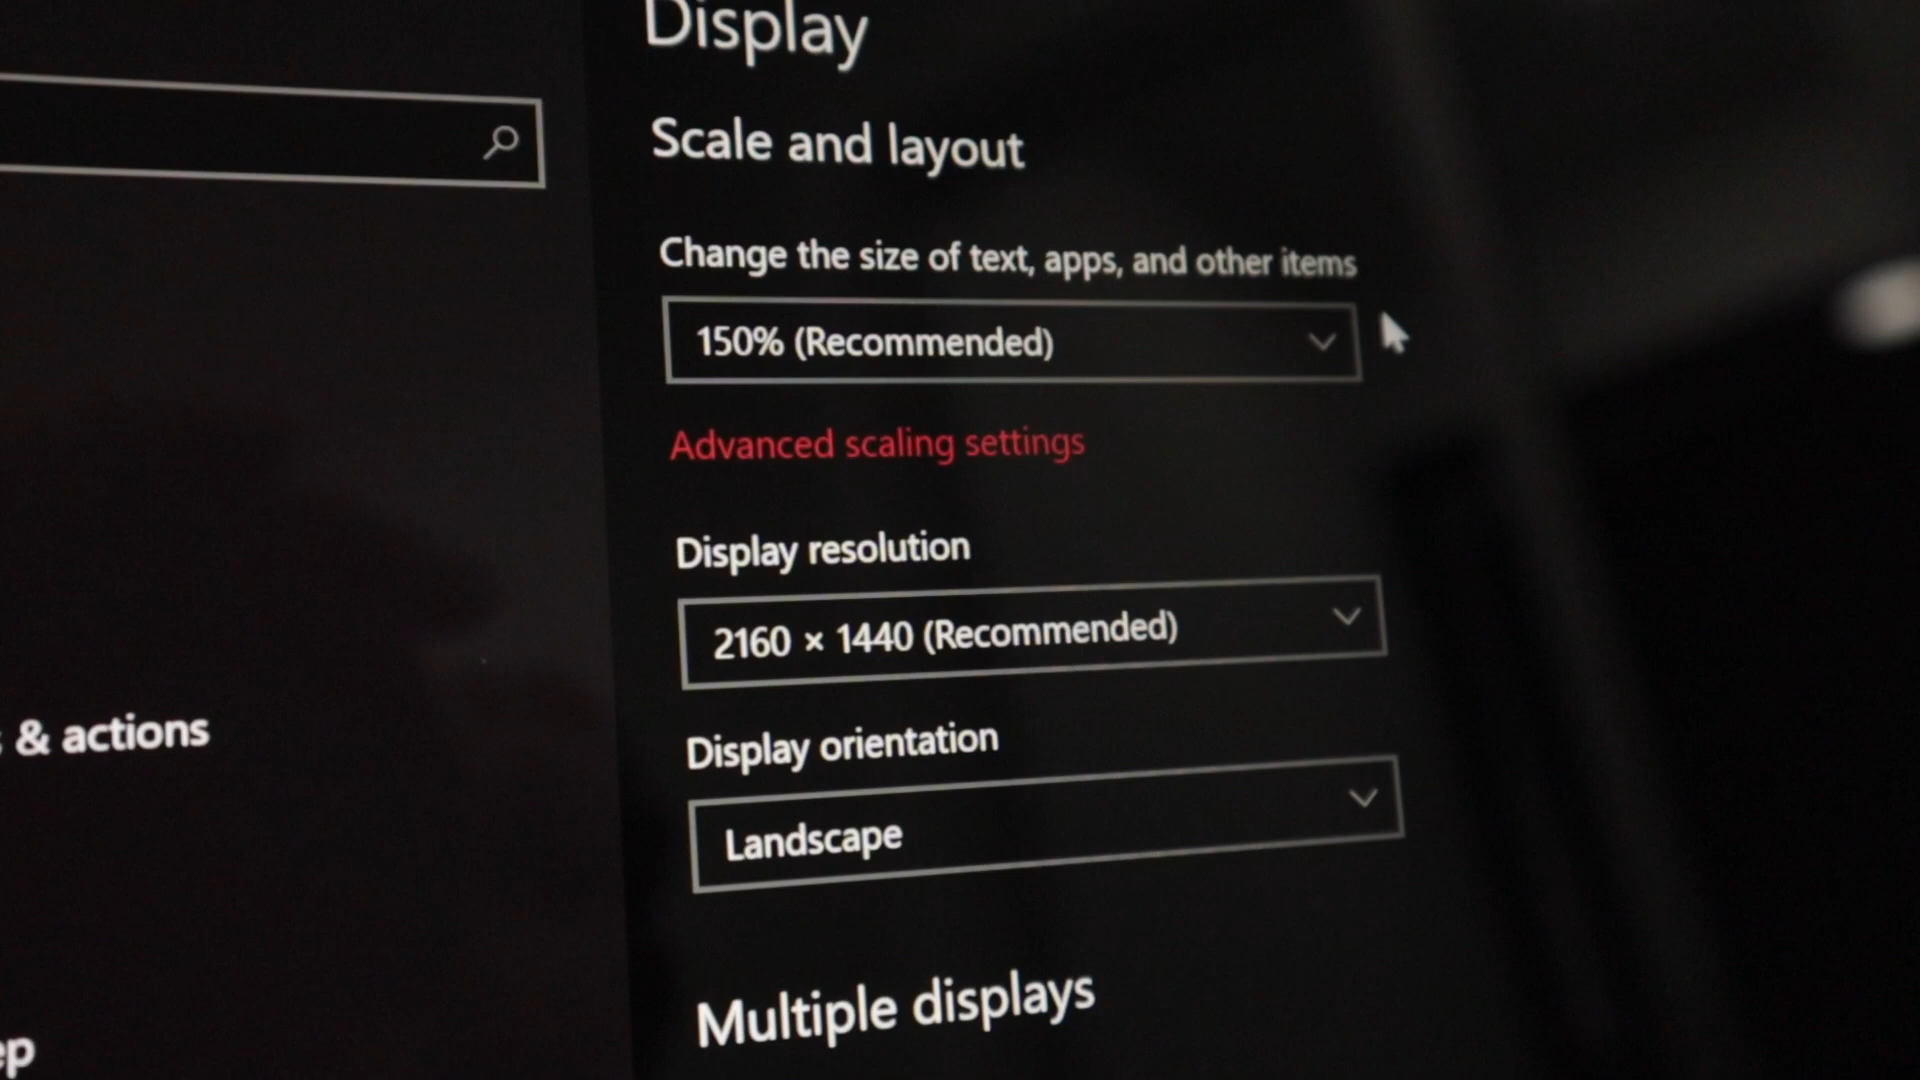 Display
Scale and layout
Change the size of text, apps, and other items
150% (Recommended)
Advanced scaling settings
Display resolution
2160 × 1440 (Recommended)
Display orientation
Landscape
& actions
Multiple displays